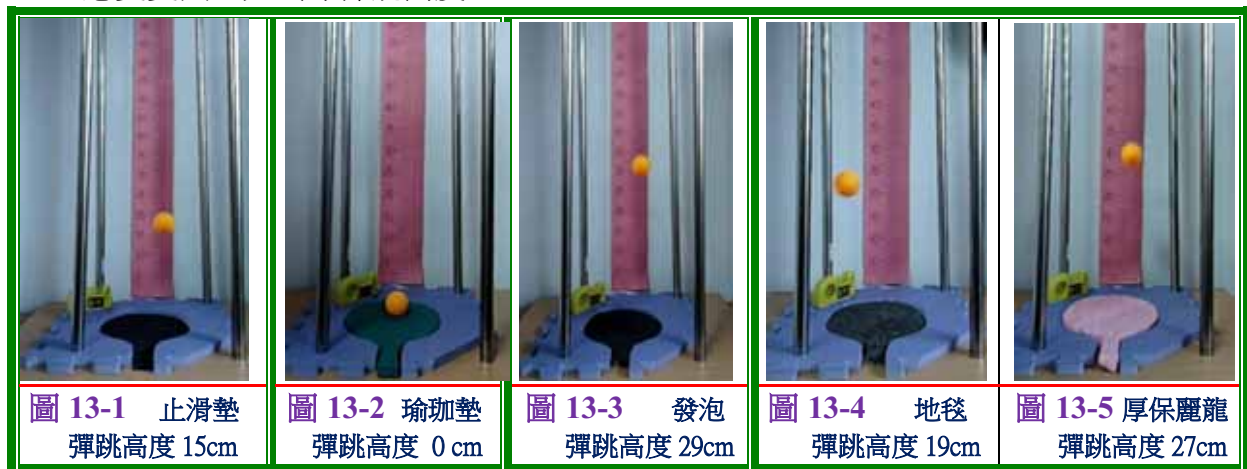 圖 13-1 止滑墊
彈跳高度 15cm
圖 13-2 瑜珈墊
彈跳高度 0 cm
圖 13-3 發泡
彈跳高度 29cm
圖 13-4 地毯
彈跳高度 19cm
圖 13-5 厚保麗龍
彈跳高度 27cm